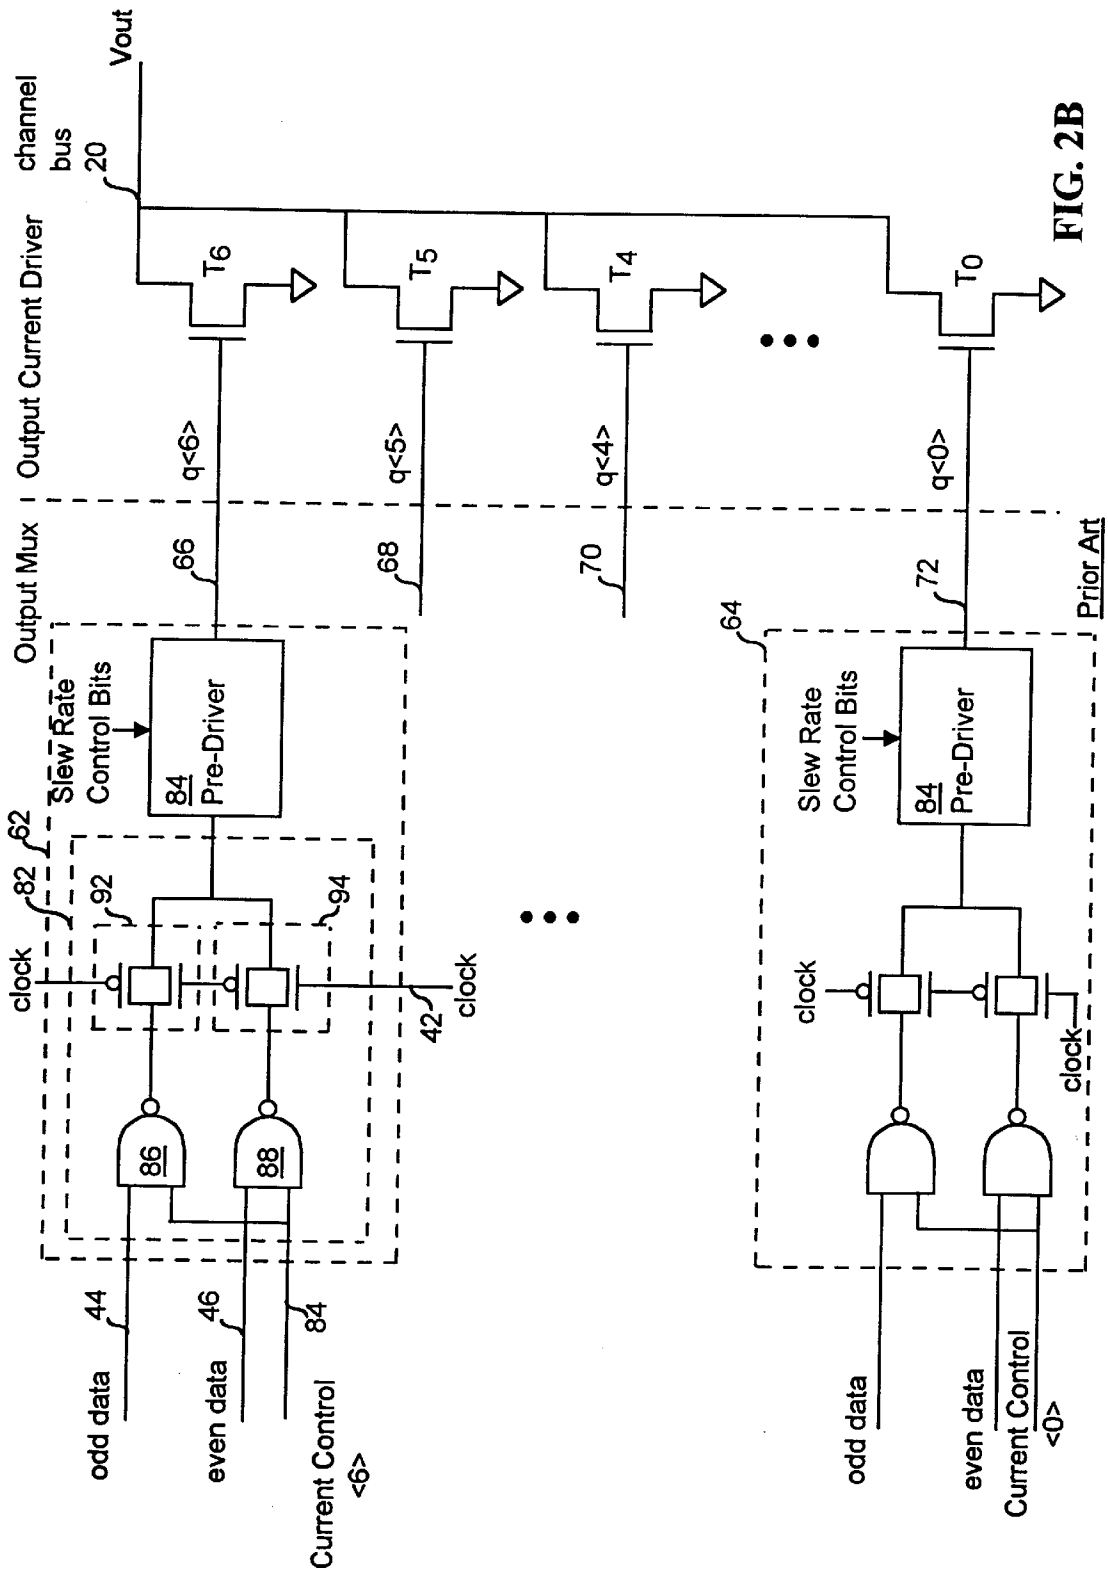 Output Mux
Output Current Driver
channel
bus
20
Vout
clock
82
62
92
94
Slew Rate
Control Bits
84
Pre-Driver
66
q<6>
T6
odd data
44
86
even data
46
88
84
Current Control
<6>
42
clock
68
q<5>
T5
70
q<4>
T4
64
clock
Slew Rate
Control Bits
84
Pre-Driver
72
q<0>
T0
odd data
even data
Current Control
<0>
clock
Prior Art
FIG. 2B